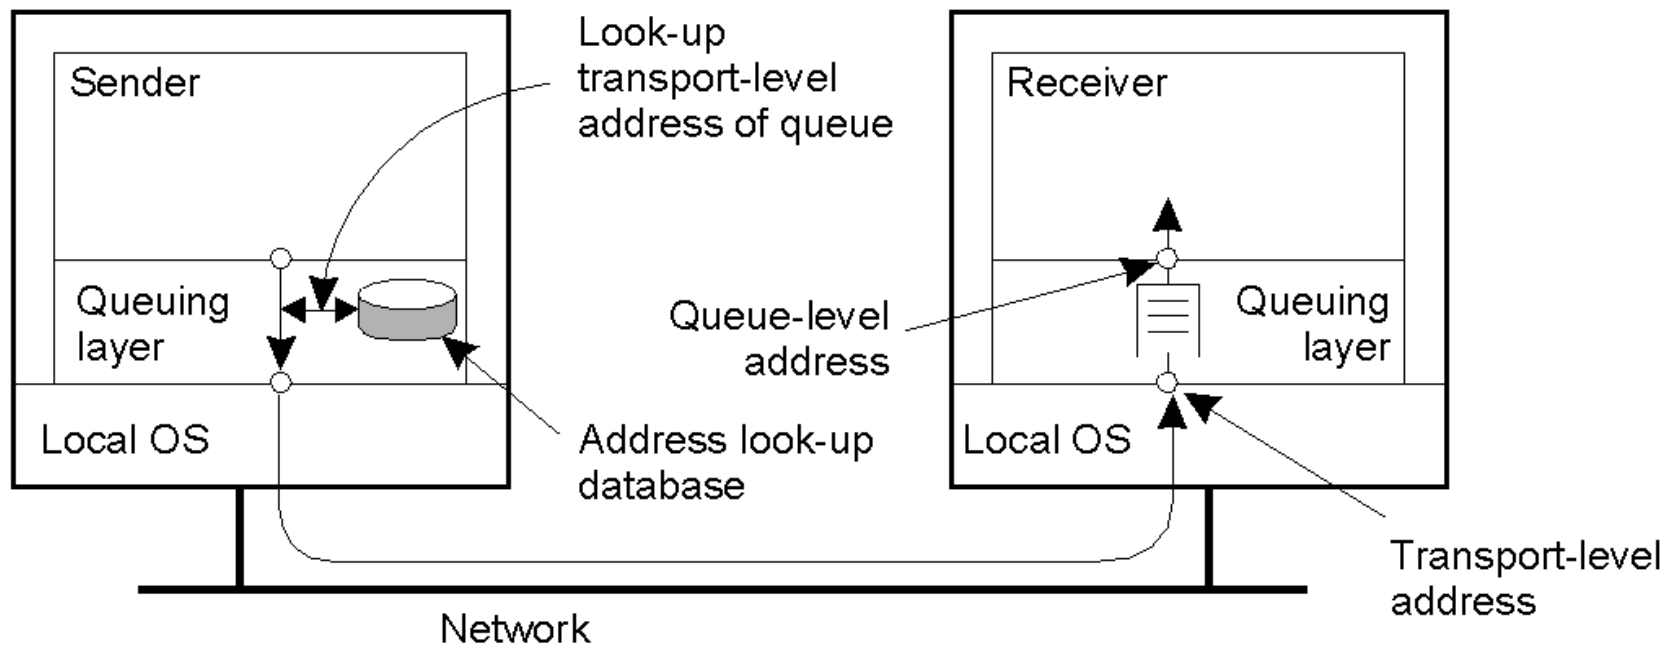 Sender
Look-up
transport-level
address of queue
Receiver
Queuing
layer
Queue-level
address
Queuing
layer
Local OS
Address look-up
database
Local OS
Transport-level
address
Network